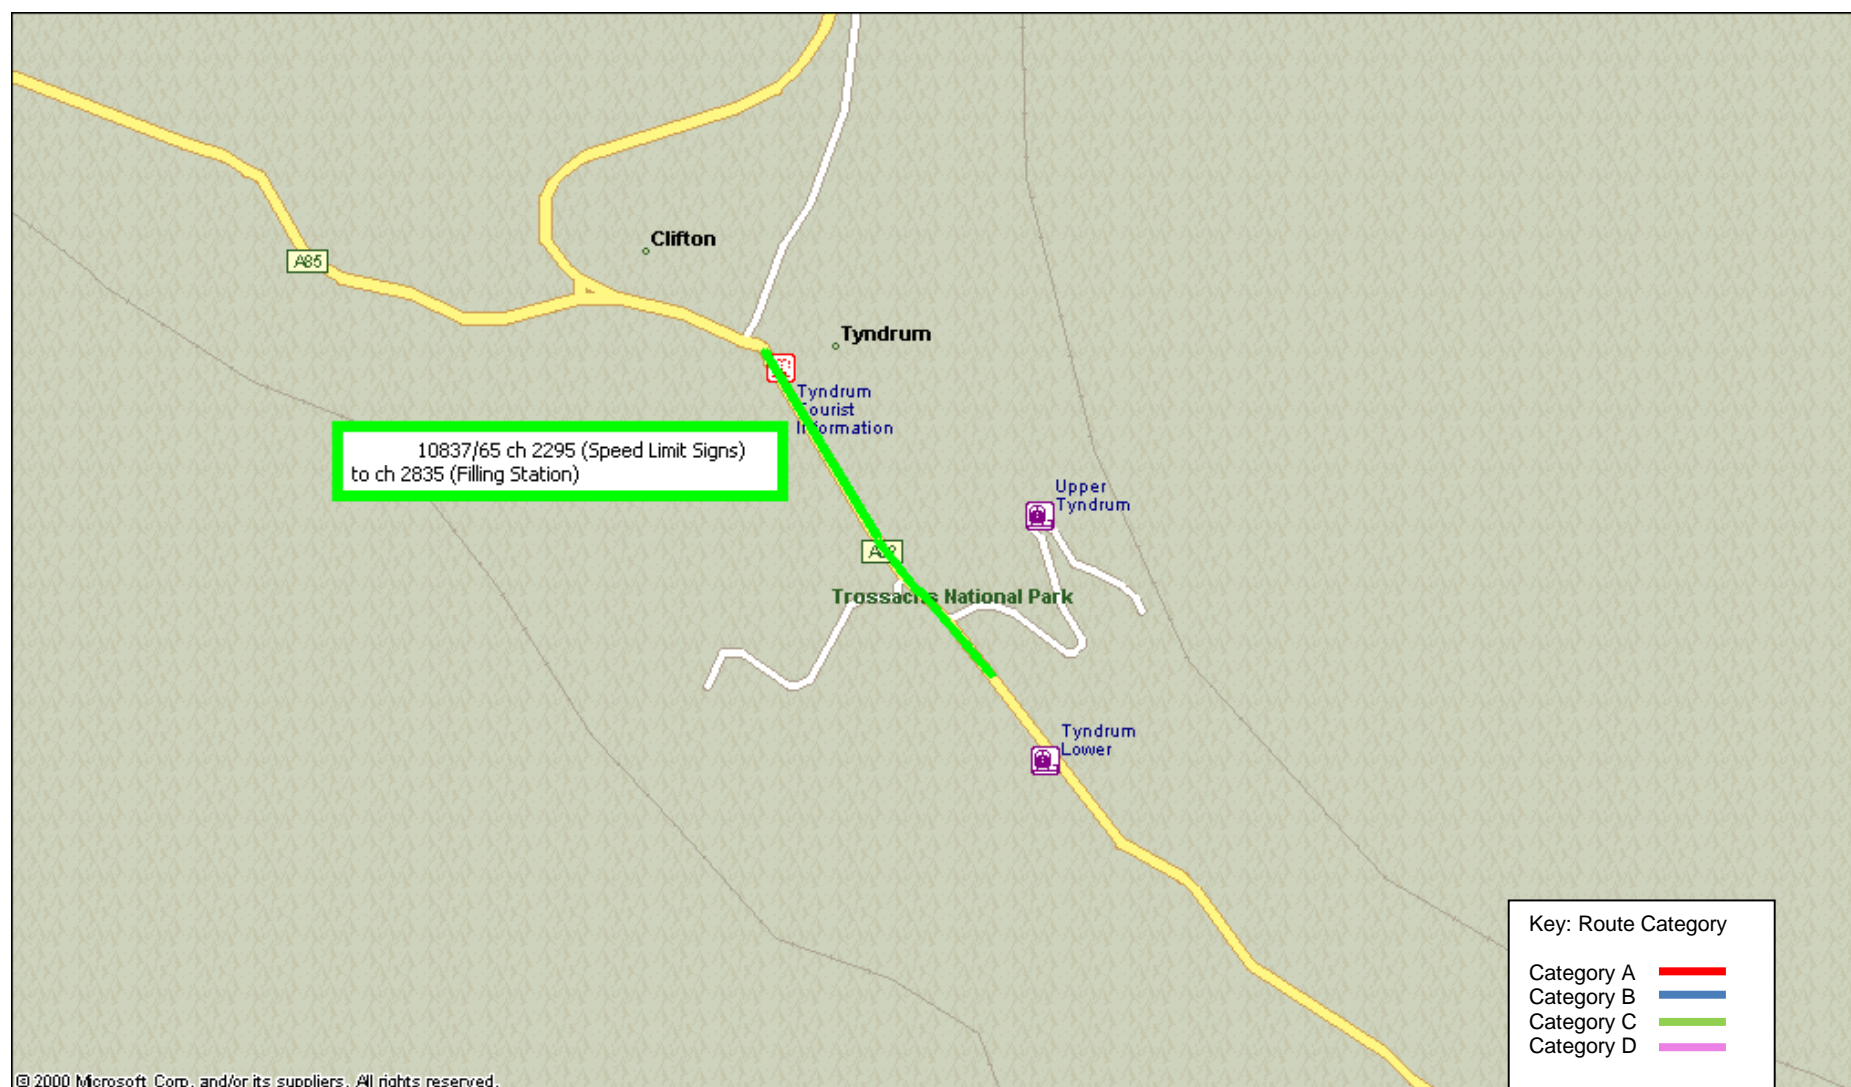 Clifton
A85
Tyndrum
Tyndrum
Tourist
Information
10837/65 ch 2295 (Speed Limit Signs)
to ch 2835 (Filling Station)
Upper
Tyndrum
Trossachs National Park
Tyndrum
Lower
Key: Route Category
Category A
Category B
Category C
Category D
© 2000 Microsoft Corp. and/or its suppliers. All rights reserved.